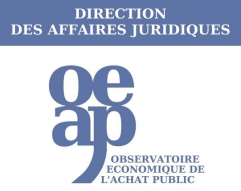 DIRECTION
DES AFFAIRES JURIDIQUES
oe
ap
OBSERVATOIRE
ECONOMIQUE DE
L'ACHAT PUBLIC